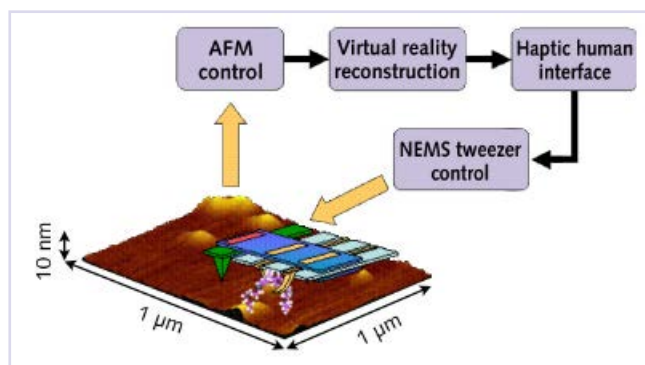 AFM
control
Virtual reality
reconstruction
Haptic human
interface
NEMS tweezer
control
10 nm
1 µm
1 µm